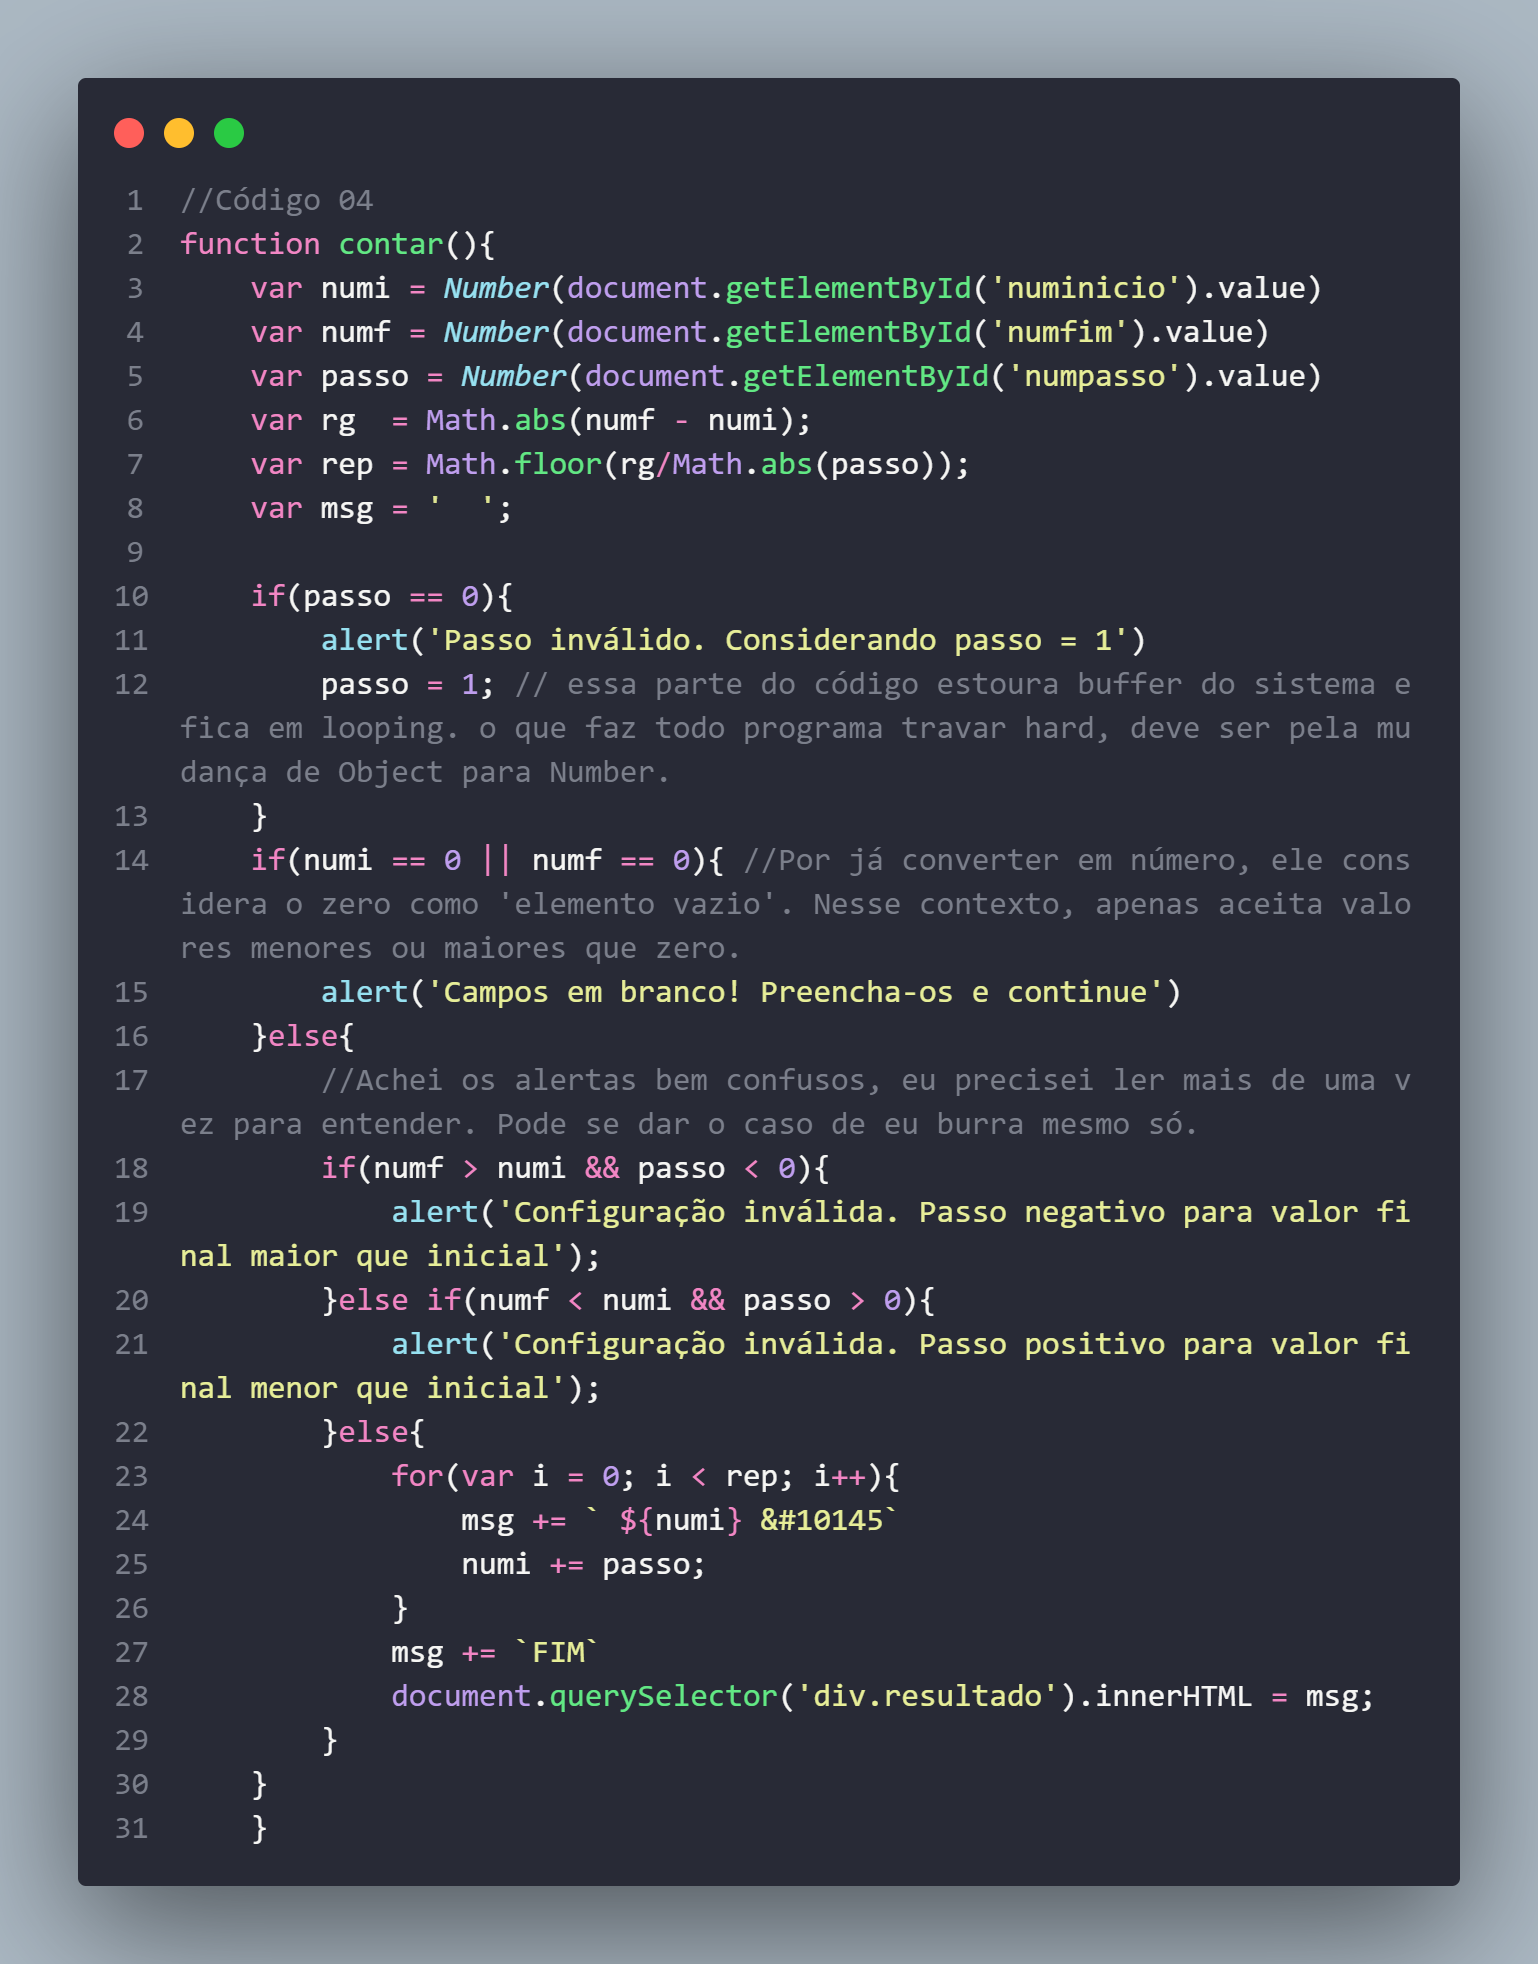 1 //Código 04
2 function contar(){
3     var numi = Number(document.getElementById('numinicio').value)
4     var numf = Number(document.getElementById('numfim').value)
5     var passo = Number(document.getElementById('numpasso').value)
6     var rg  = Math.abs(numf - numi);
7     var rep = Math.floor(rg/Math.abs(passo));
8     var msg = '  ';
9
10     if(passo == 0){
11         alert('Passo inválido. Considerando passo = 1')
12         passo = 1; // essa parte do código estoura buffer do sistema e
fica em looping. o que faz todo programa travar hard, deve ser pela mu
dança de Object para Number.
13     }
14     if(numi == 0 || numf == 0){ //Por já converter em número, ele cons
idera o zero como 'elemento vazio'. Nesse contexto, apenas aceita valo
res menores ou maiores que zero.
15         alert('Campos em branco! Preencha-os e continue')
16     }else{
17         //Achei os alertas bem confusos, eu precisei ler mais de uma v
ez para entender. Pode se dar o caso de eu burra mesmo só.
18         if(numf > numi && passo < 0){
19             alert('Configuração inválida. Passo negativo para valor fi
nal maior que inicial');
20         }else if(numf < numi && passo > 0){
21             alert('Configuração inválida. Passo positivo para valor fi
nal menor que inicial');
22         }else{
23             for(var i = 0; i < rep; i++){
24                 msg += ` ${numi} &#10145`
25                 numi += passo;
26             }
27             msg += `FIM`
28             document.querySelector('div.resultado').innerHTML = msg;
29         }
30     }
31     }